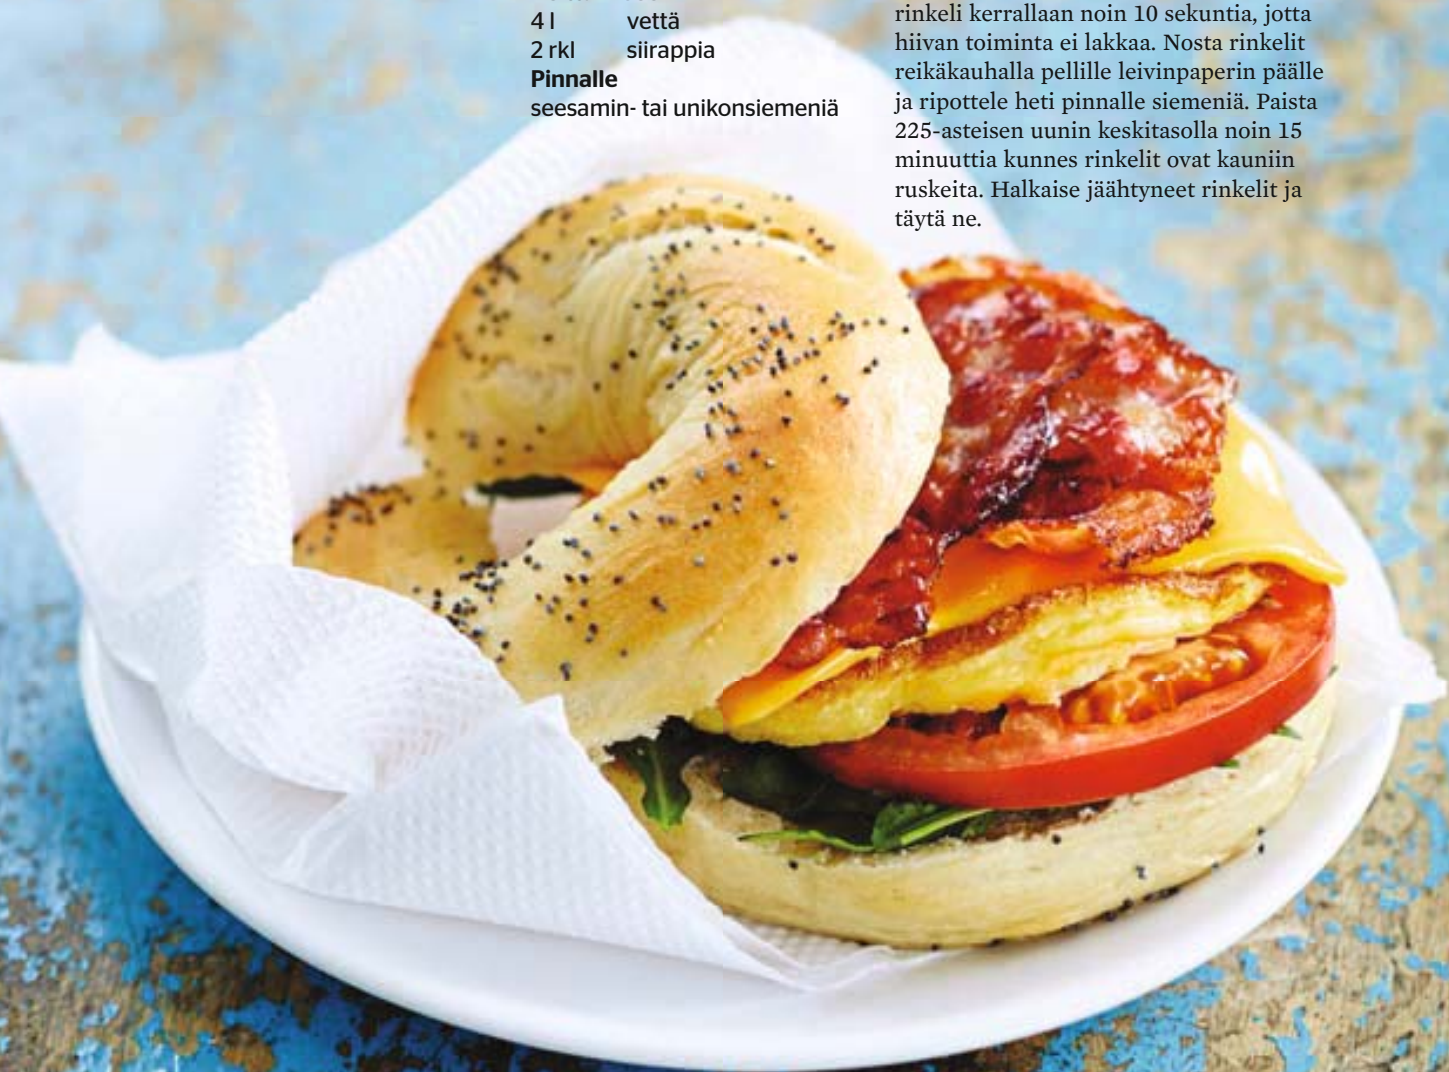 4 l vettä
2 rkl siirappia
Pinnalle
seesamin- tai unikonsiemeniä
rinkeli kerrallaan noin 10 sekuntia, jotta
hiivan toiminta ei lakkaa. Nosta rinkelit
reikäkauhalla pellille leivinpaperin päälle
ja ripottele heti pinnalle siemeniä. Paista
225-asteisen uunin keskitasolla noin 15
minuuttia kunnes rinkelit ovat kauniin
ruskeita. Halkaise jäähtyneet rinkelit ja
täytä ne.